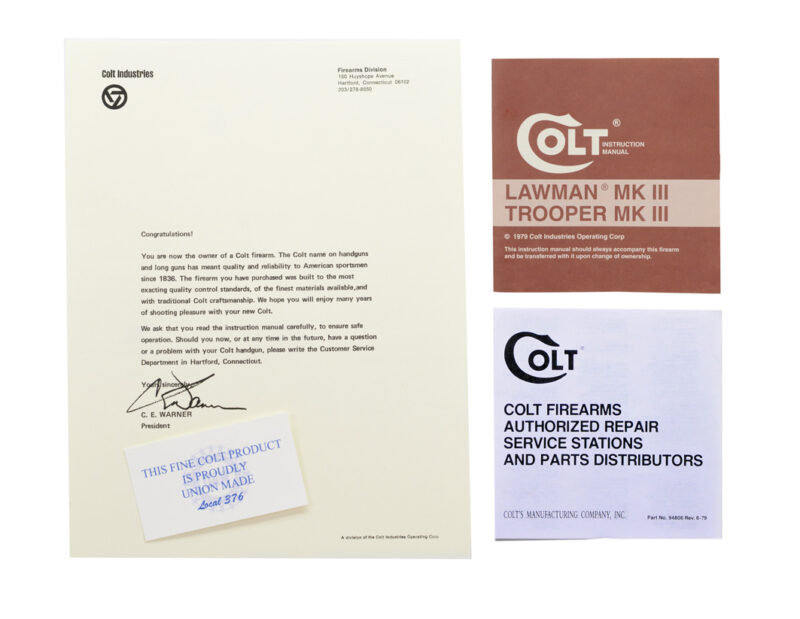 Colt Industries
Firearms Division
150 Huyshope Avenue
Hartford, Connecticut 06102
203/278-8550
Congratulations!
You are now the owner of a Colt firearm. The Colt name on handguns
and long guns has meant quality and reliability to American sportsmen
since 1836. The firearm you have purchased was built to the most
exacting quality control standards, of the finest materials available,and
with traditional Colt craftsmanship. We hope you will enjoy many years
of shooting pleasure with your new Colt.
We ask that you read the instruction manual carefully, to ensure safe
operation. Should you now, or at any time in the future, have a question
or a problem with your Colt handgun, please write the Customer Service
Department in Hartford, Connecticut.
Yours sincerely,
C. E. WARNER
President
THIS FINE COLT PRODUCT
IS PROUDLY
UNION MADE
Local 376
A division of the Colt Industries Operating Corp
COLT®
INSTRUCTION
MANUAL
LAWMAN® MK III
TROOPER MK III
© 1979 Colt Industries Operating Corp
This instruction manual should always accompany this firearm
and be transferred with it upon change of ownership.
COLT®
COLT FIREARMS
AUTHORIZED REPAIR
SERVICE STATIONS
AND PARTS DISTRIBUTORS
COLT'S MANUFACTURING COMPANY, INC.
Part No. 94806 Rev. 6-79